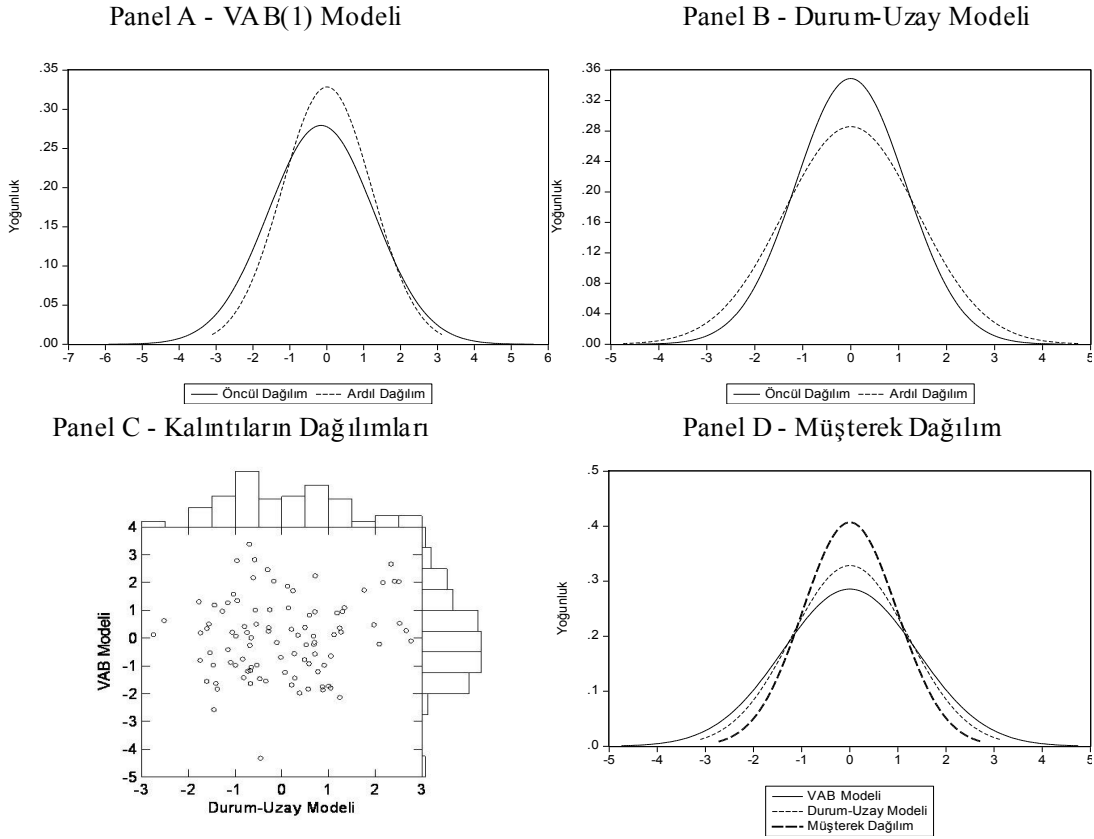 Panel A - VAB(1) Modeli
.35
.30
.25
.20
.15
.10
.05
.00
Yoğunluk
-7 -6 -5 -4 -3 -2 -1 0 1 2 3 4 5 6
Öncül Dağılım Ardıl Dağılım
Panel B - Durum-Uzay Modeli
.36
.32
.28
.24
.20
.16
.12
.08
.04
.00
Yoğunluk
-5 -4 -3 -2 -1 0 1 2 3 4 5
Öncül Dağılım Ardıl Dağılım
Panel C - Kalıntıların Dağılımları
4
3
2
1
0
-1
-2
-3
-4
-5
VAB Modeli
-3 -2 -1 0 1 2 3
Durum-Uzay Modeli
Panel D - Müşterek Dağılım
.5
.4
.3
.2
.1
.0
Yoğunluk
-5 -4 -3 -2 -1 0 1 2 3 4 5
VAB Modeli
Durum-Uzay Modeli
Müşterek Dağılım